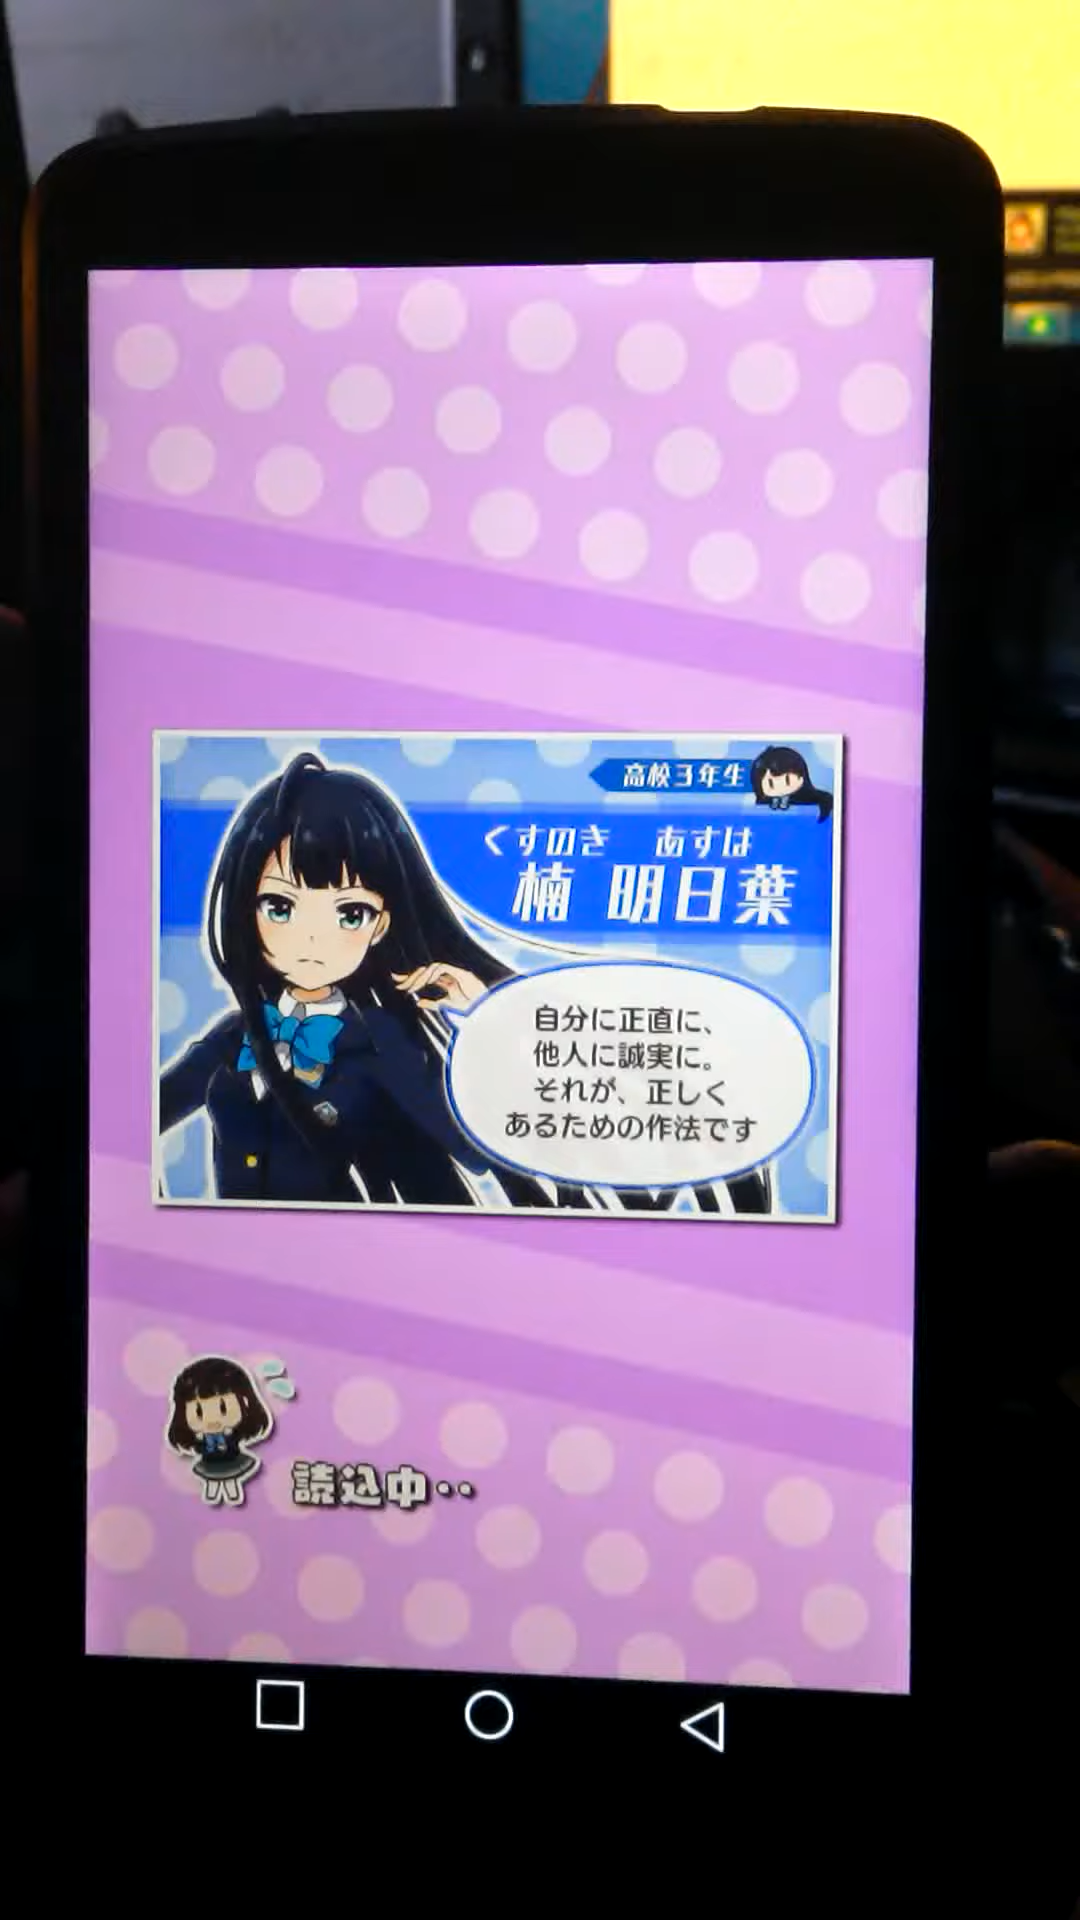 高校3年生
くすのき あすは
楠 明日葉
自分に正直に、
他人に誠実に。
それが、正しく
あるための作法です
読込中‥